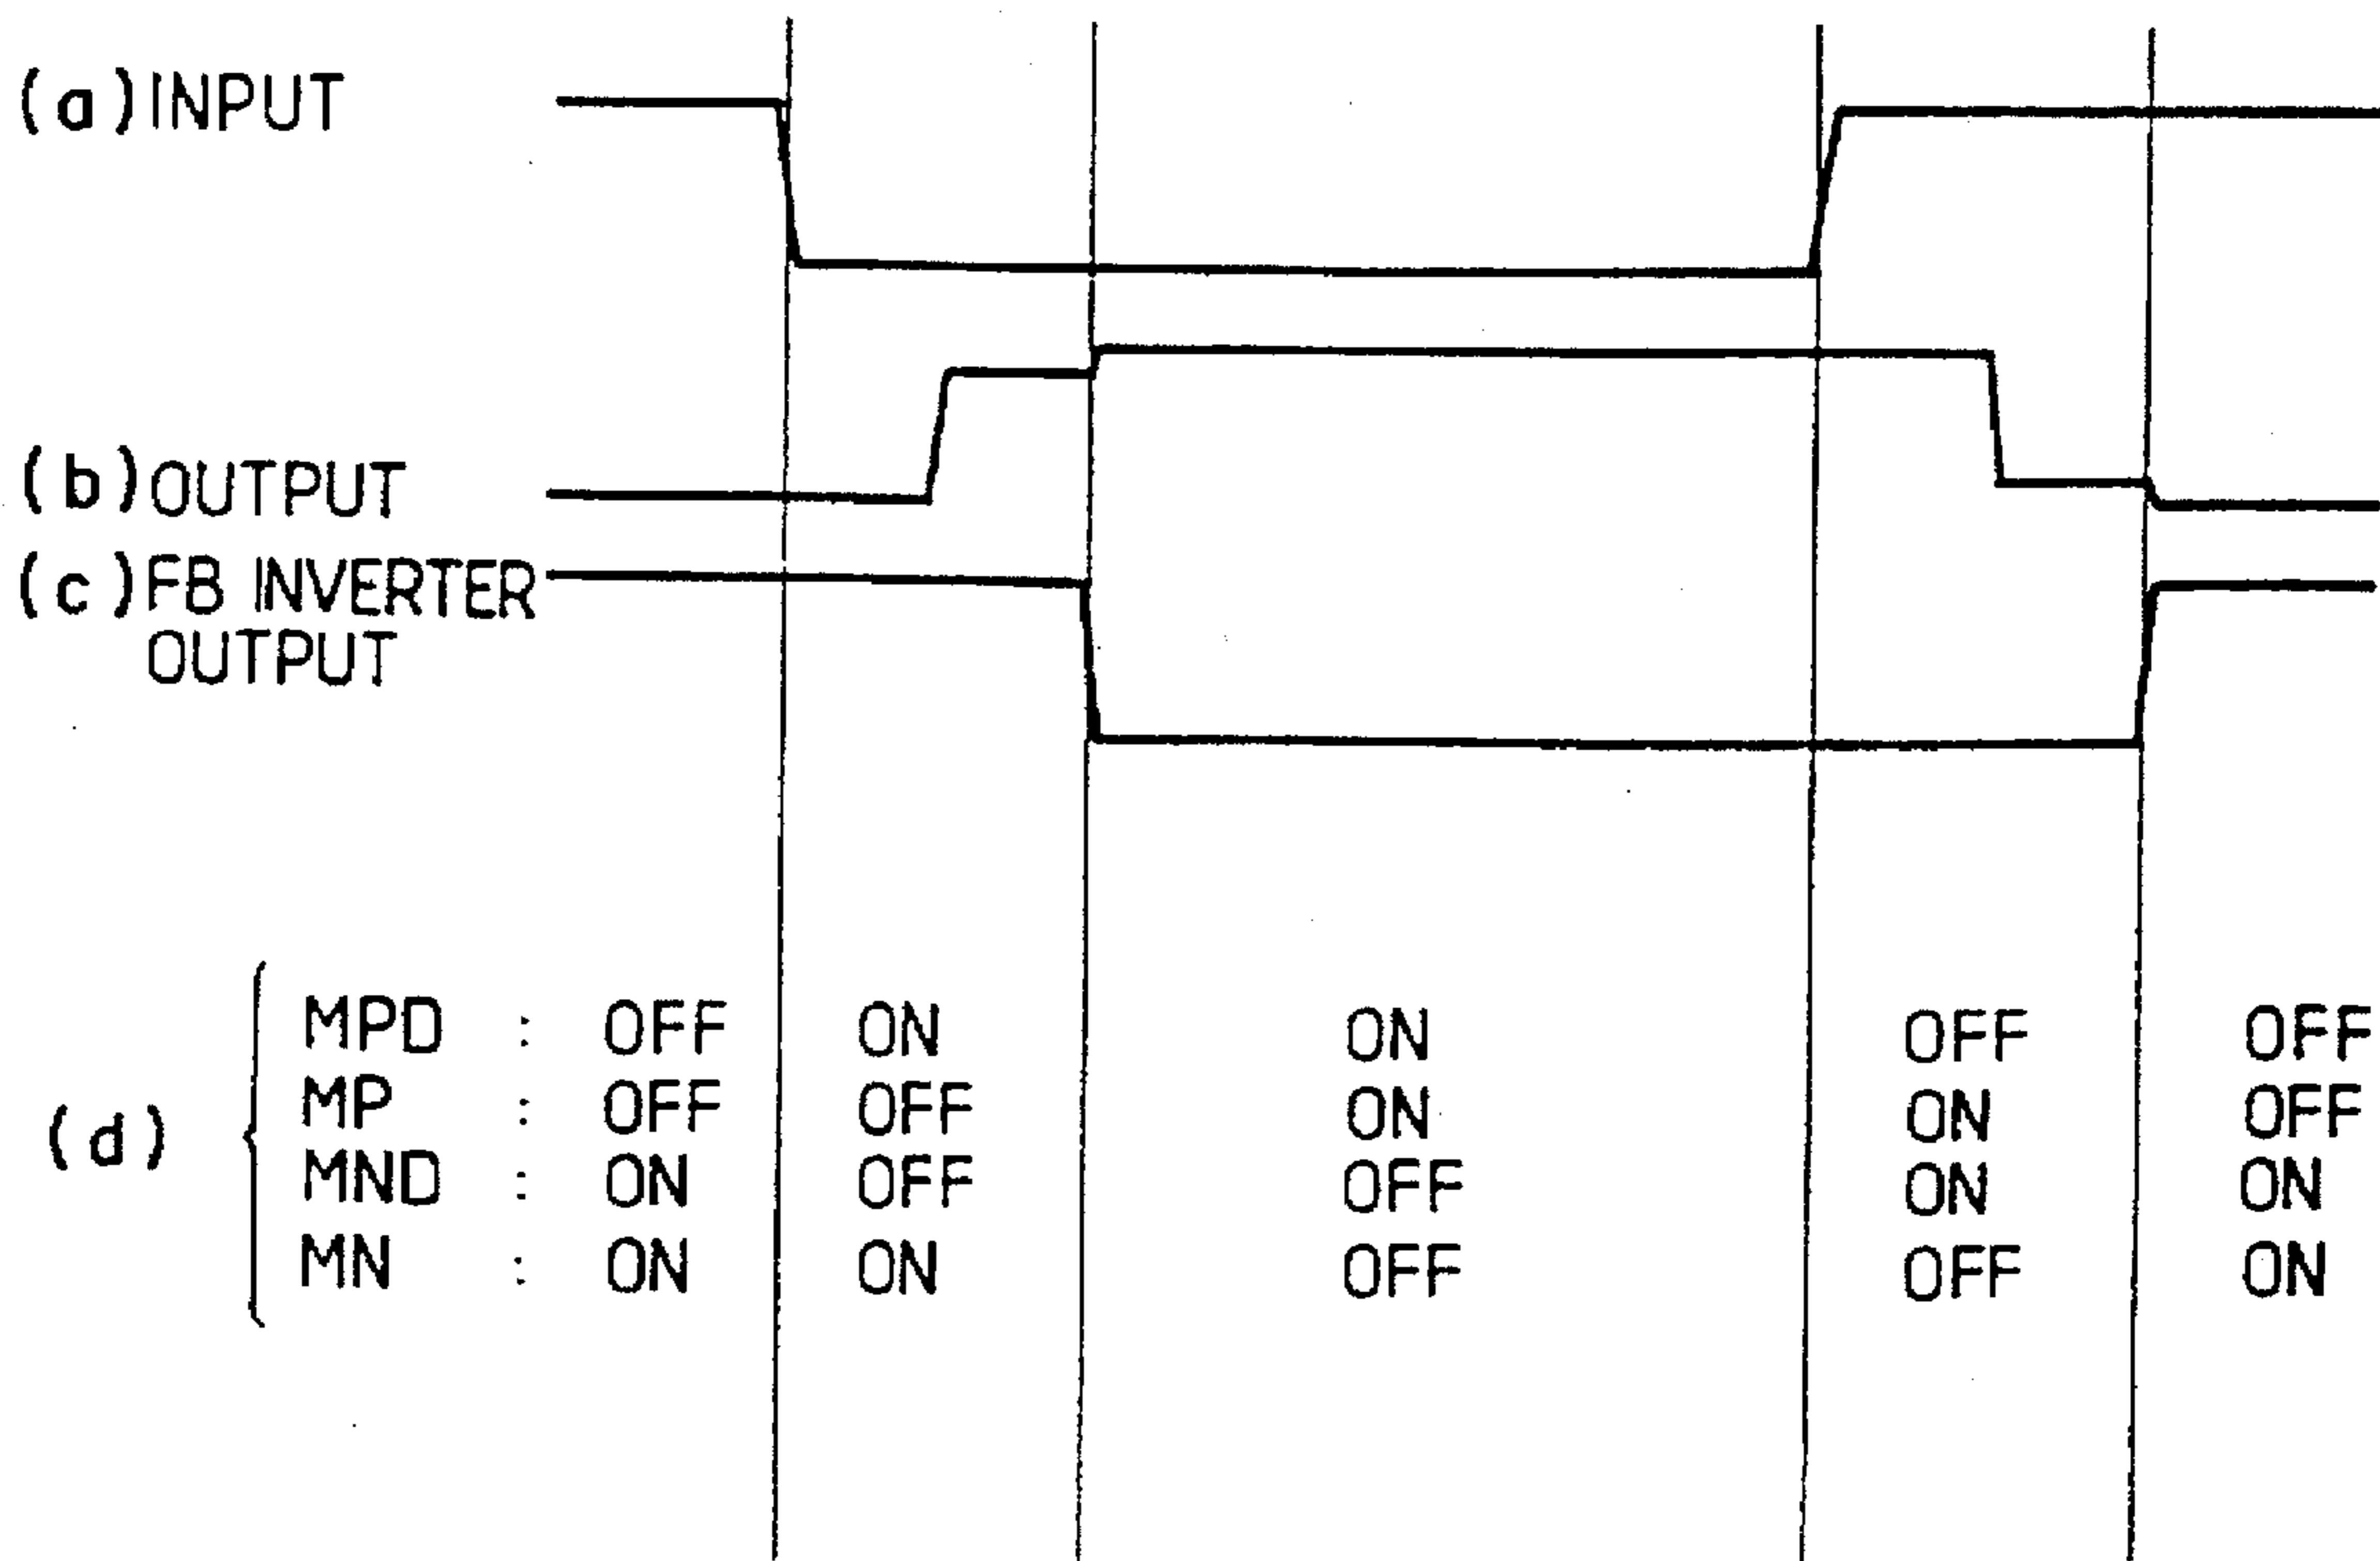 (a) INPUT
(b) OUTPUT
(c) FB INVERTER
OUTPUT
(d)
MPD : OFF ON ON OFF OFF
MP : OFF OFF ON ON OFF
MND : ON OFF OFF ON ON
MN : ON ON OFF OFF ON